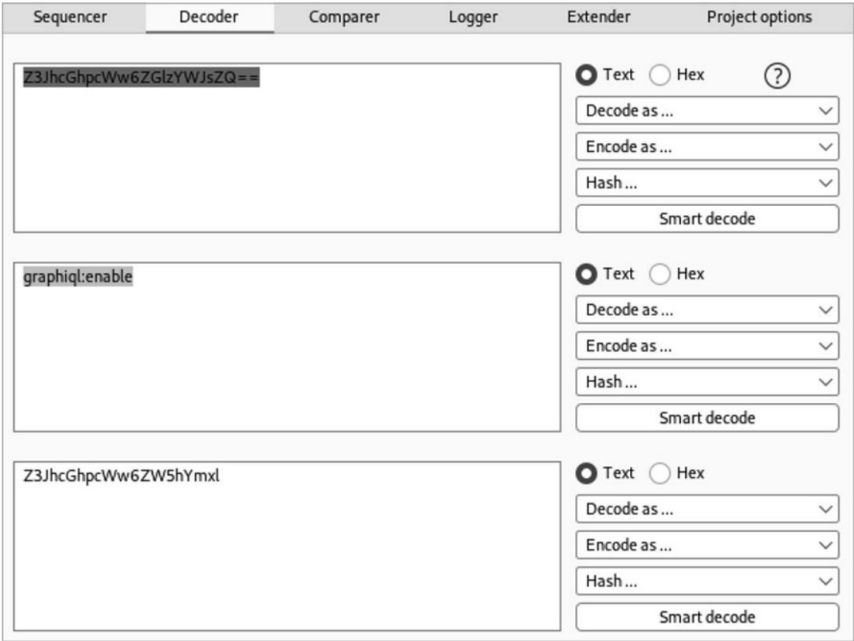 Sequencer Decoder Comparer Logger Extender Project options
Z3JhcGhpcWw6ZGlzYWJsZQ==
Text Hex ?
Decode as ...
Encode as ...
Hash ...
Smart decode
graphiql:enable
Text Hex
Decode as ...
Encode as ...
Hash ...
Smart decode
Z3JhcGhpcWw6ZW5hYmxl
Text Hex
Decode as ...
Encode as ...
Hash ...
Smart decode